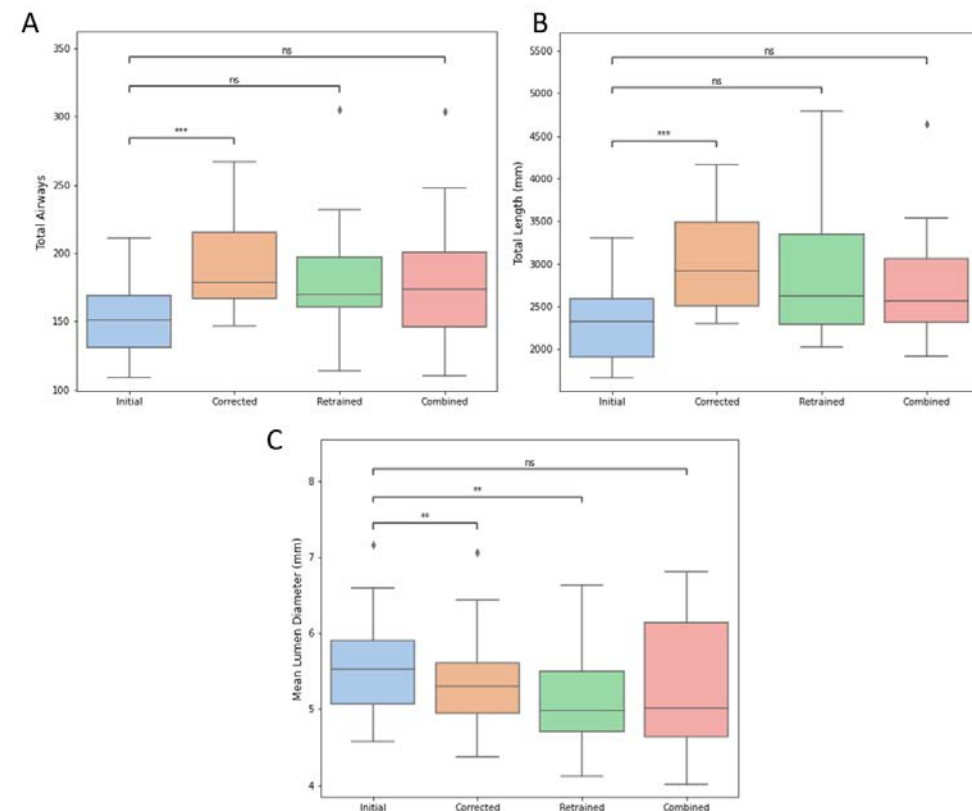 A
Total Airways
350
300
250
200
150
100
ns
ns
***
Initial Corrected Retrained Combined
B
Total Length (mm)
5500
5000
4500
4000
3500
3000
2500
2000
ns
ns
***
Initial Corrected Retrained Combined
C
Mean Lumen Diameter (mm)
8
7
6
5
4
ns
**
**
Initial Corrected Retrained Combined